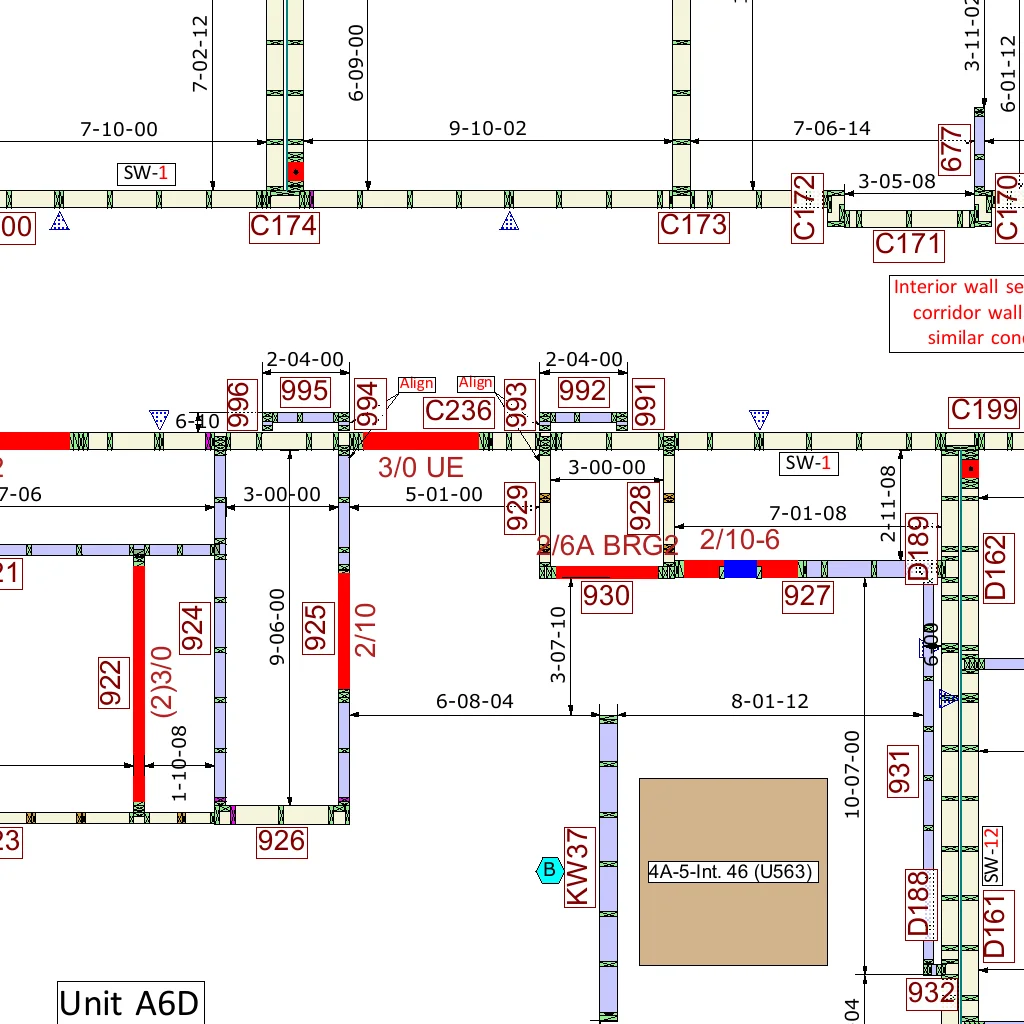 7-02-12
6-09-00
3-11-02
6-01-12
7-10-00
9-10-02
7-06-14
677
SW-1
3-05-08
C172
C170
00
C174
C173
C171
Interior wall se
corridor wall
similar cond
2-04-00
2-04-00
996
995
994
Align
Align
993
992
991
6-10
C236
C199
3/0 UE
3-00-00
SW-1
7-06
3-00-00
5-01-00
929
928
2-11-08
7-01-08
2/6A BRG2
2/10-6
D189
D162
21
930
927
924
9-06-00
925
2/10
3-07-10
6-00
922
(2)3/0
6-08-04
8-01-12
1-10-08
10-07-00
931
23
926
B
KW37
4A-5-Int. 46 (U563)
SW-12
D188
D161
932
Unit A6D
04